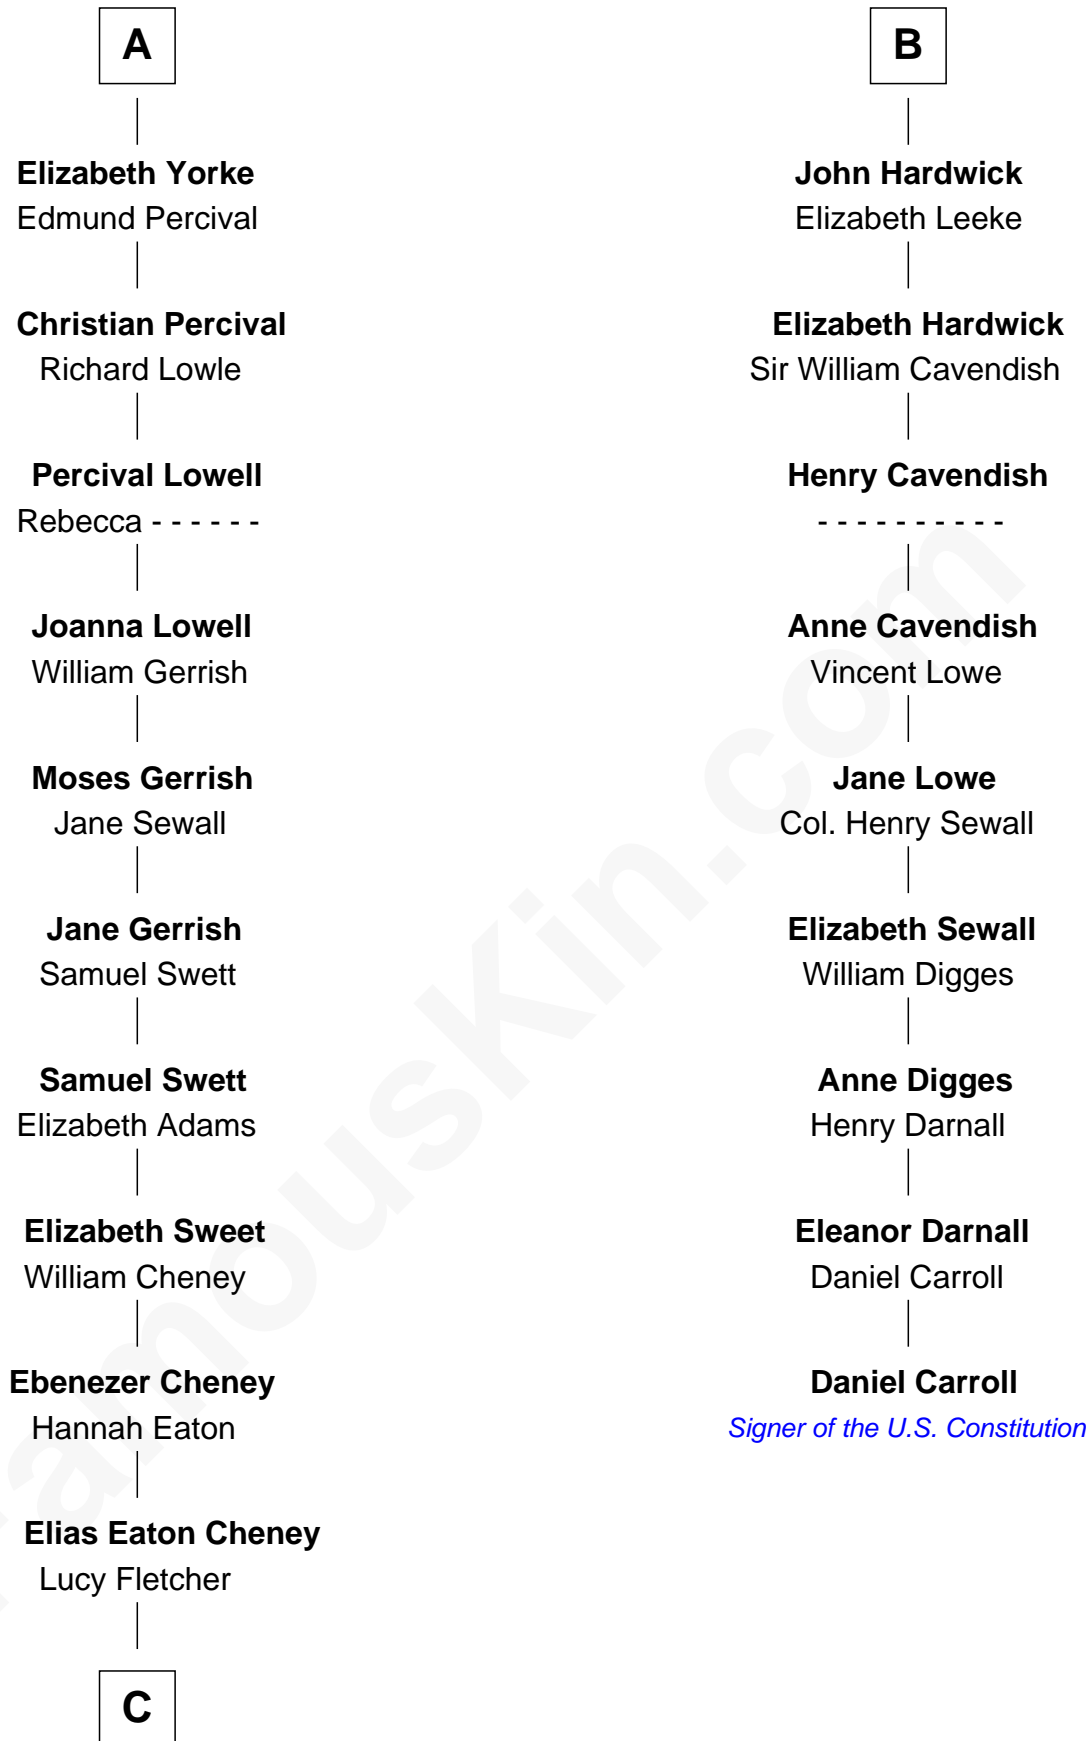 A
Elizabeth Yorke
Edmund Percival
Christian Percival
Richard Lowle
Percival Lowell
Rebecca - - - - - -
Joanna Lowell
William Gerrish
Moses Gerrish
Jane Sewall
Jane Gerrish
Samuel Swett
Samuel Swett
Elizabeth Adams
Elizabeth Sweet
William Cheney
Ebenezer Cheney
Hannah Eaton
Elias Eaton Cheney
Lucy Fletcher
C
B
John Hardwick
Elizabeth Leeke
Elizabeth Hardwick
Sir William Cavendish
Henry Cavendish
- - - - - - - - - -
Anne Cavendish
Vincent Lowe
Jane Lowe
Col. Henry Sewall
Elizabeth Sewall
William Digges
Anne Digges
Henry Darnall
Eleanor Darnall
Daniel Carroll
Daniel Carroll
Signer of the U.S. Constitution
FamousKin.com